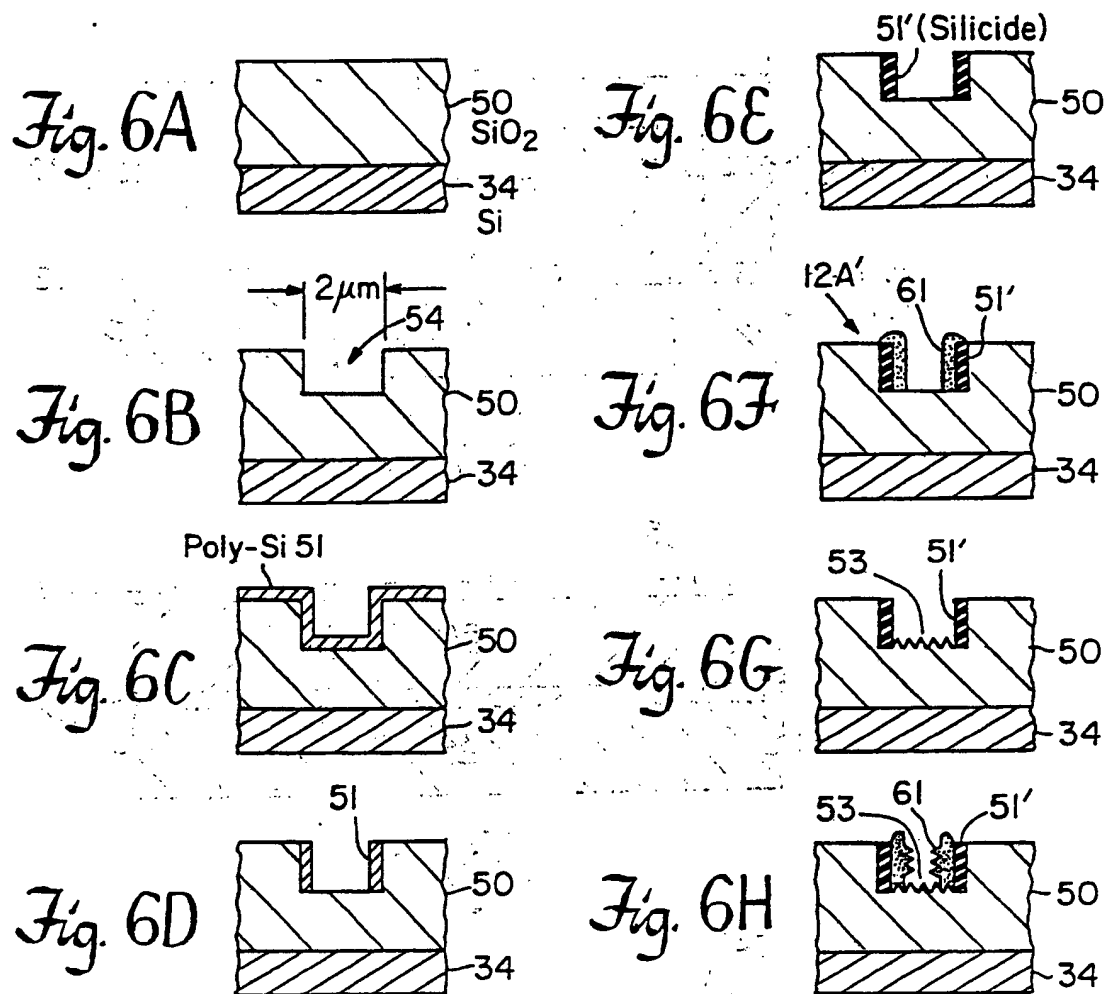 Fig. 6A
50
SiO2
34
Si
Fig. 6B
2μm
54
50
34
Fig. 6C
Poly-Si 51
50
34
Fig. 6D
51
50
34
Fig. 6E
51'(Silicide)
50
34
Fig. 6F
12A'
61
51'
50
34
Fig. 6G
53
51'
50
34
Fig. 6H
53
61
51'
50
34